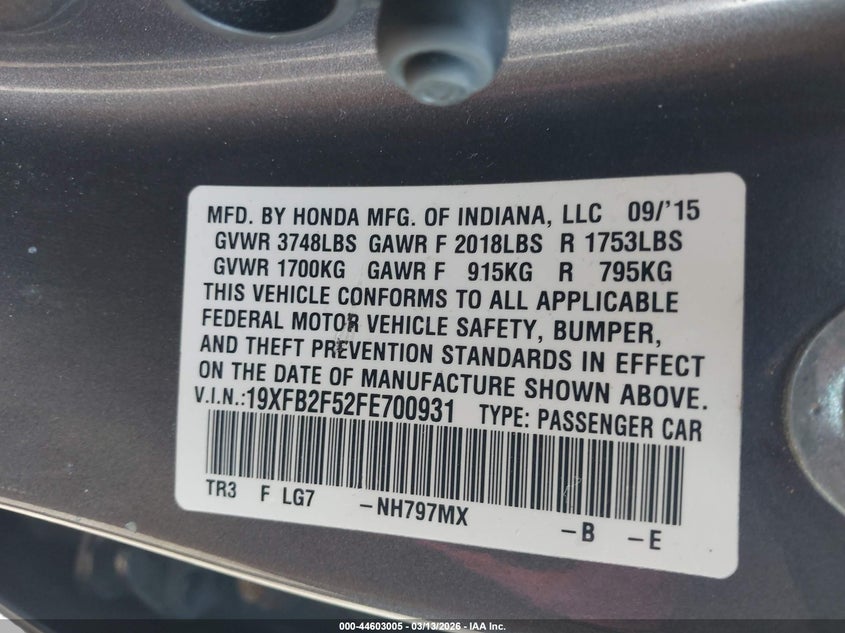 MFD. BY HONDA MFG. OF INDIANA, LLC 09/'15
GVWR 3748LBS GAWR F 2018LBS R 1753LBS
GVWR 1700KG GAWR F 915KG R 795KG
THIS VEHICLE CONFORMS TO ALL APPLICABLE
FEDERAL MOTOR VEHICLE SAFETY, BUMPER,
AND THEFT PREVENTION STANDARDS IN EFFECT
ON THE DATE OF MANUFACTURE SHOWN ABOVE.
V.I.N.:19XFB2F52FE700931 TYPE: PASSENGER CAR
TR3 F LG7 -NH797MX -B -E
000-44603005 - 03/13/2026 - IAA Inc.